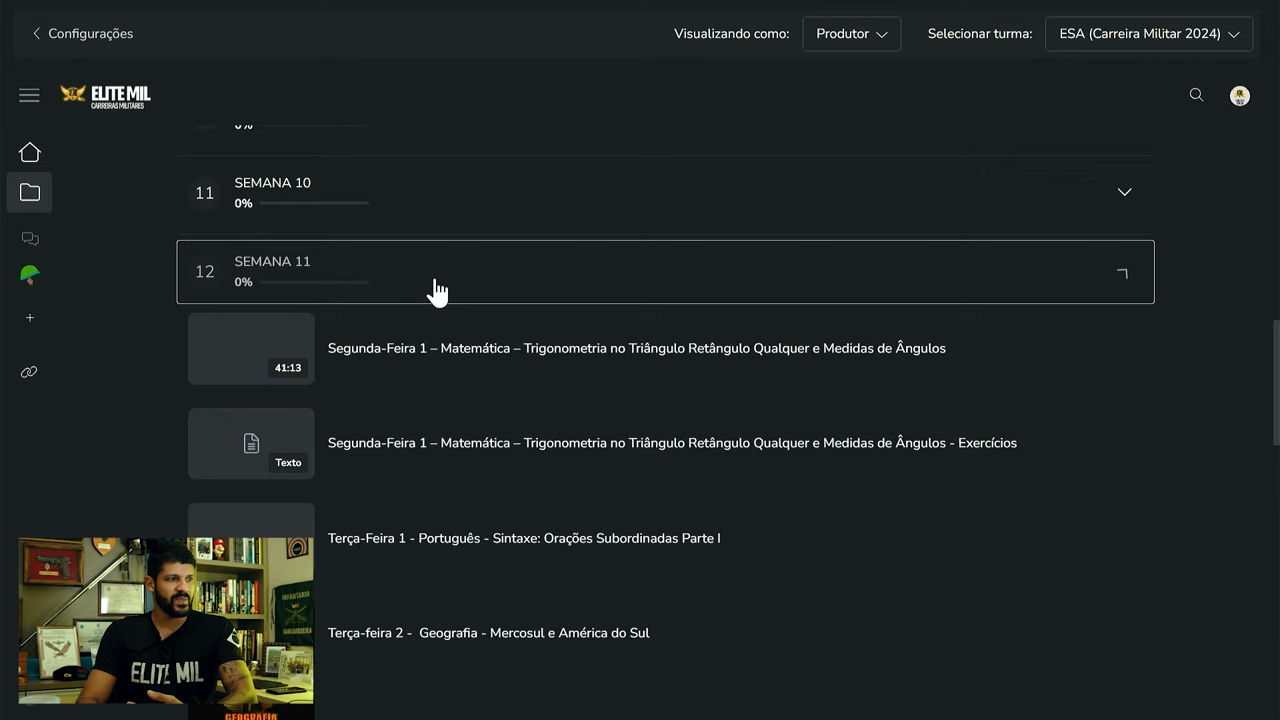 Configurações
Visualizando como:
Produtor
Selecionar turma:
ESA (Carreira Militar 2024)
ELITE MIL
CARREIRAS MILITARES
0%
11
SEMANA 10
0%
12
SEMANA 11
0%
41:13
Segunda-Feira 1 – Matemática – Trigonometria no Triângulo Retângulo Qualquer e Medidas de Ângulos
Texto
Segunda-Feira 1 – Matemática – Trigonometria no Triângulo Retângulo Qualquer e Medidas de Ângulos - Exercícios
Terça-Feira 1 - Português - Sintaxe: Orações Subordinadas Parte I
Terça-feira 2 - Geografia - Mercosul e América do Sul
INFANTARIA
ELITE MIL
GEOGRAFIA